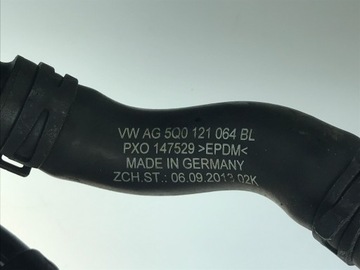 VW AG 5Q0 121 064 BL
PXO 147529 >EPDM<
MADE IN GERMANY
ZCH.ST.: 06.09.2013 02K